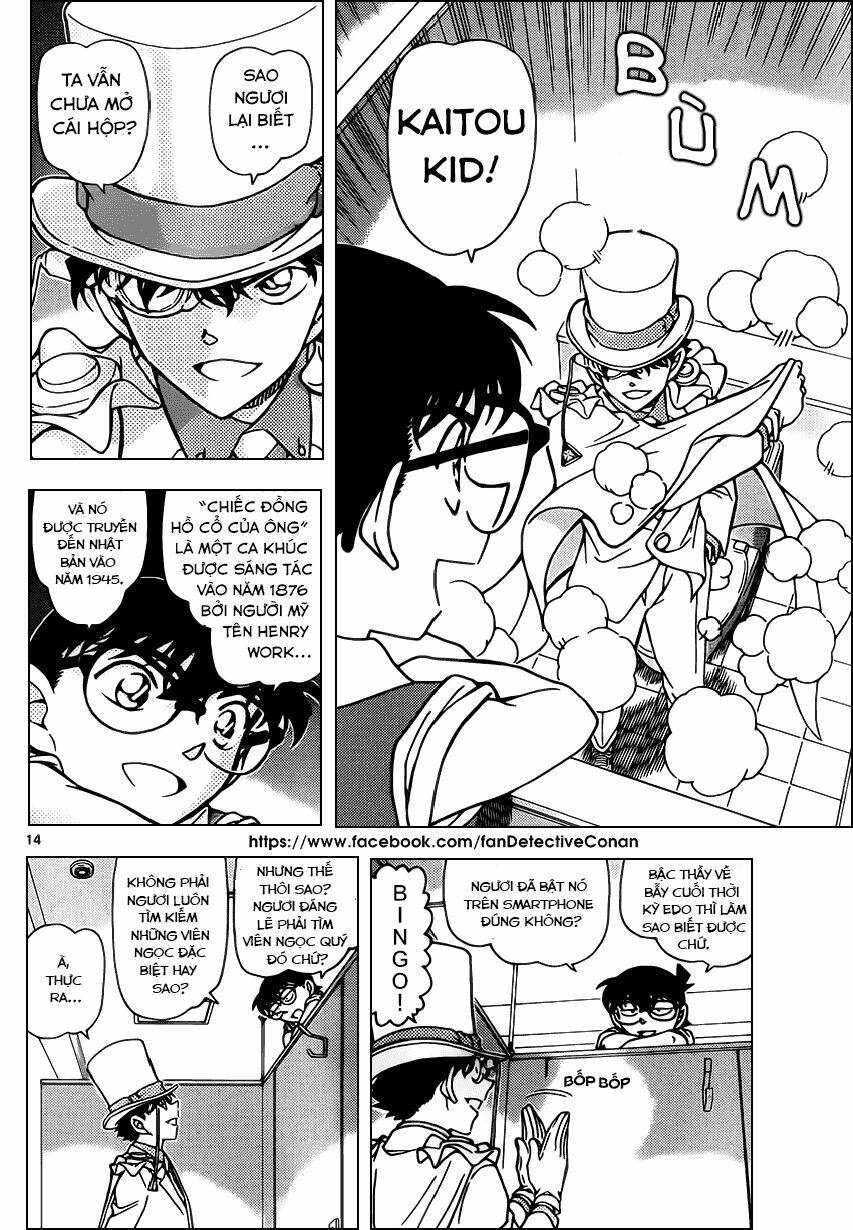 BÙM
KAITOU
KID!
SAO
NGƯƠI
LẠI BIẾT
...
TA VẪN
CHƯA MỞ
CÁI HỘP?
“CHIẾC ĐỒNG
HỒ CỔ CỦA ÔNG”
LÀ MỘT CA KHÚC
ĐƯỢC SÁNG TÁC
VÀO NĂM 1876
BỞI NGƯỜI MỸ
TÊN HENRY
WORK...
VÀ NÓ
ĐƯỢC TRUYỀN
ĐẾN NHẬT
BẢN VÀO
NĂM 1945.
14
https://www.facebook.com/fanDetectiveConan
BẬC THẦY VỀ
BẪY CUỐI THỜI
KỲ EDO THÌ LÀM
SAO BIẾT ĐƯỢC
CHỨ.
NGƯƠI ĐÃ BẬT NÓ
TRÊN SMARTPHONE
ĐÚNG KHÔNG?
BINGO!
BỐP BỐP
NHƯNG THẾ
THÔI SAO?
NGƯƠI ĐÁNG
LẼ PHẢI TÌM
VIÊN NGỌC QUÝ
ĐÓ CHỨ?
KHÔNG PHẢI
NGƯƠI LUÔN
TÌM KIẾM
NHỮNG VIÊN
NGỌC ĐẶC
BIỆT HAY
SAO?
À,
THỰC
RA...